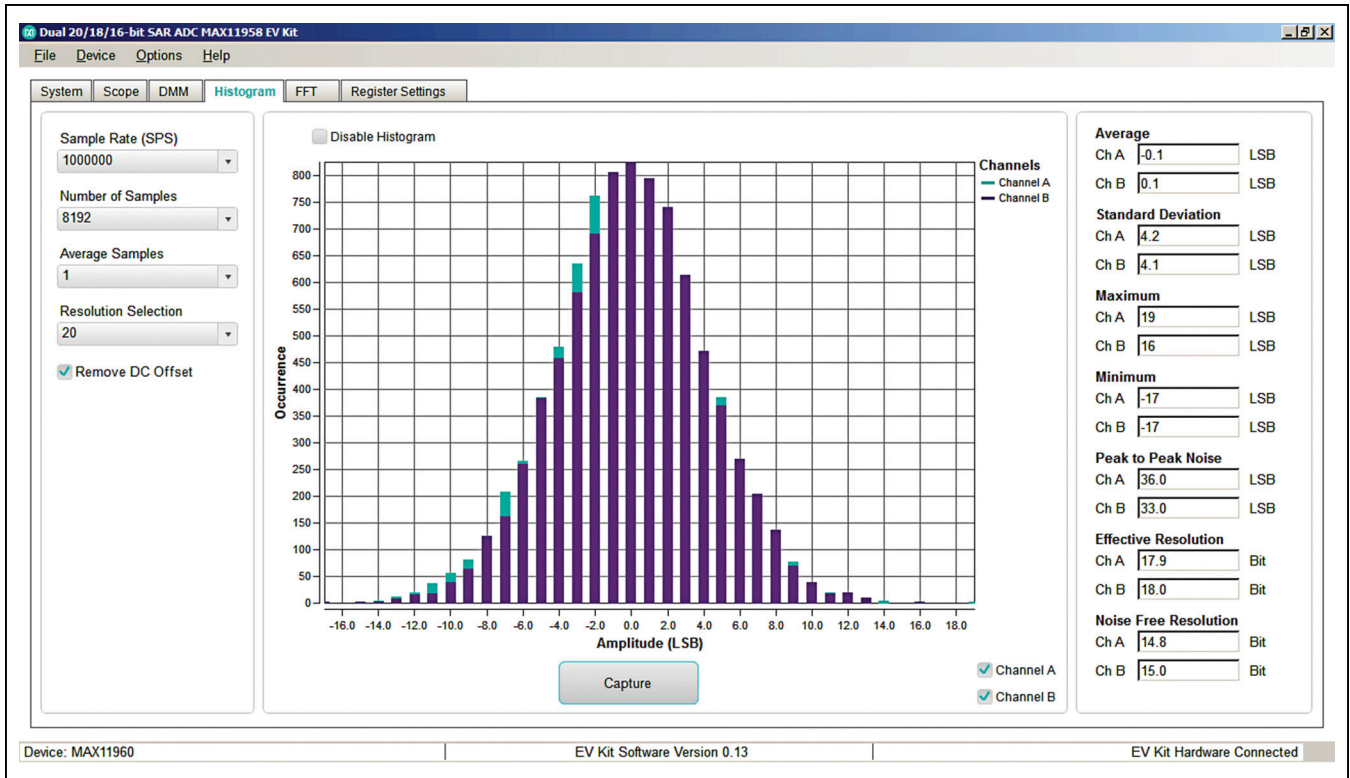 Dual 20/18/16-bit SAR ADC MAX11958 EV Kit
File Device Options Help
System Scope DMM Histogram FFT Register Settings
Sample Rate (SPS)
1000000
Number of Samples
8192
Average Samples
1
Resolution Selection
20
Remove DC Offset
Disable Histogram
Channels
Channel A
Channel B
Occurrence
800
750
700
650
600
550
500
450
400
350
300
250
200
150
100
50
0
-16.0 -14.0 -12.0 -10.0 -8.0 -6.0 -4.0 -2.0 0.0 2.0 4.0 6.0 8.0 10.0 12.0 14.0 16.0 18.0
Amplitude (LSB)
Capture
Channel A
Channel B
Average
Ch A -0.1 LSB
Ch B 0.1 LSB
Standard Deviation
Ch A 4.2 LSB
Ch B 4.1 LSB
Maximum
Ch A 19 LSB
Ch B 16 LSB
Minimum
Ch A -17 LSB
Ch B -17 LSB
Peak to Peak Noise
Ch A 36.0 LSB
Ch B 33.0 LSB
Effective Resolution
Ch A 17.9 Bit
Ch B 18.0 Bit
Noise Free Resolution
Ch A 14.8 Bit
Ch B 15.0 Bit
Device: MAX11960
EV Kit Software Version 0.13
EV Kit Hardware Connected